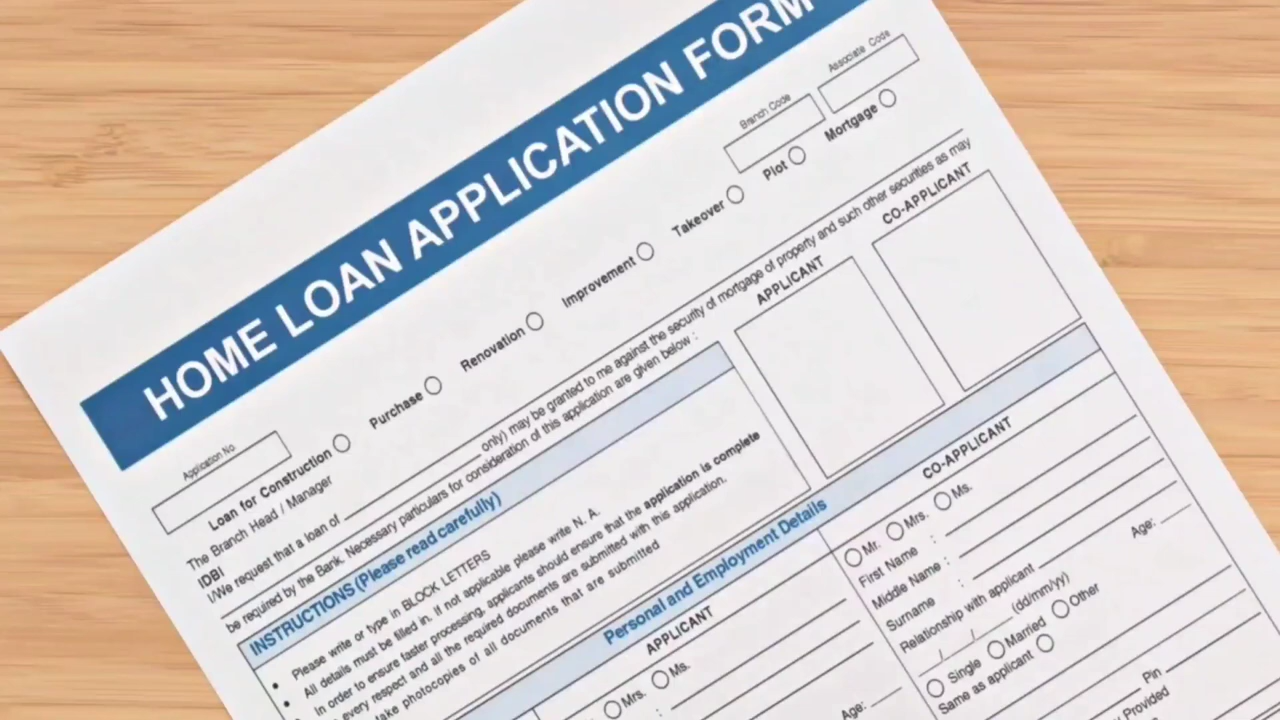 HOME LOAN APPLICATION FORM
Application No.
Branch Code
Associate Code
Loan for Construction
Purchase
Renovation
Improvement
Takeover
Plot
Mortgage
The Branch Head / Manager
IDBI
I/We request that a loan of only) may be granted to me against the security of mortgage of property and such other securities as may
be required by the Bank. Necessary particulars for consideration of this application are given below :
INSTRUCTIONS (Please read carefully)
• Please write or type in BLOCK LETTERS
• All details must be filled in. If not applicable please write N. A.
In order to ensure faster processing, applicants should ensure that the application is complete
every respect and all the required documents are submitted with this application.
photocopies of all documents that are submitted
APPLICANT
CO-APPLICANT
Personal and Employment Details
APPLICANT
Mrs. Ms.
:
Age:
CO-APPLICANT
Mr. Mrs. Ms.
First Name :
Middle Name :
Surname :
Relationship with applicant Age:
/ / (dd/mm/yy)
Single Married Other
Same as applicant
Pin
Provided